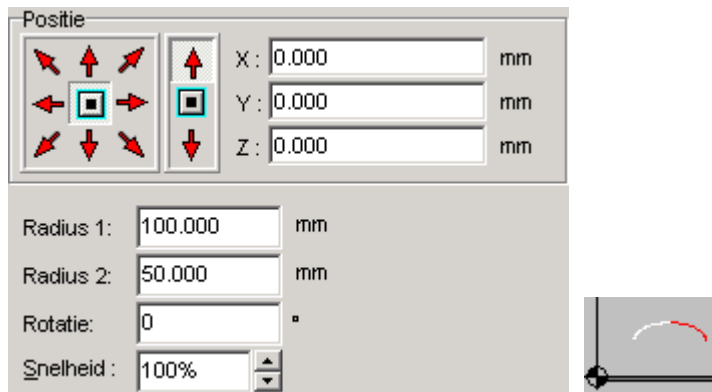 Positie
X : 0.000 mm
Y : 0.000 mm
Z : 0.000 mm
Radius 1: 100.000 mm
Radius 2: 50.000 mm
Rotatie: 0 °
Snelheid : 100%